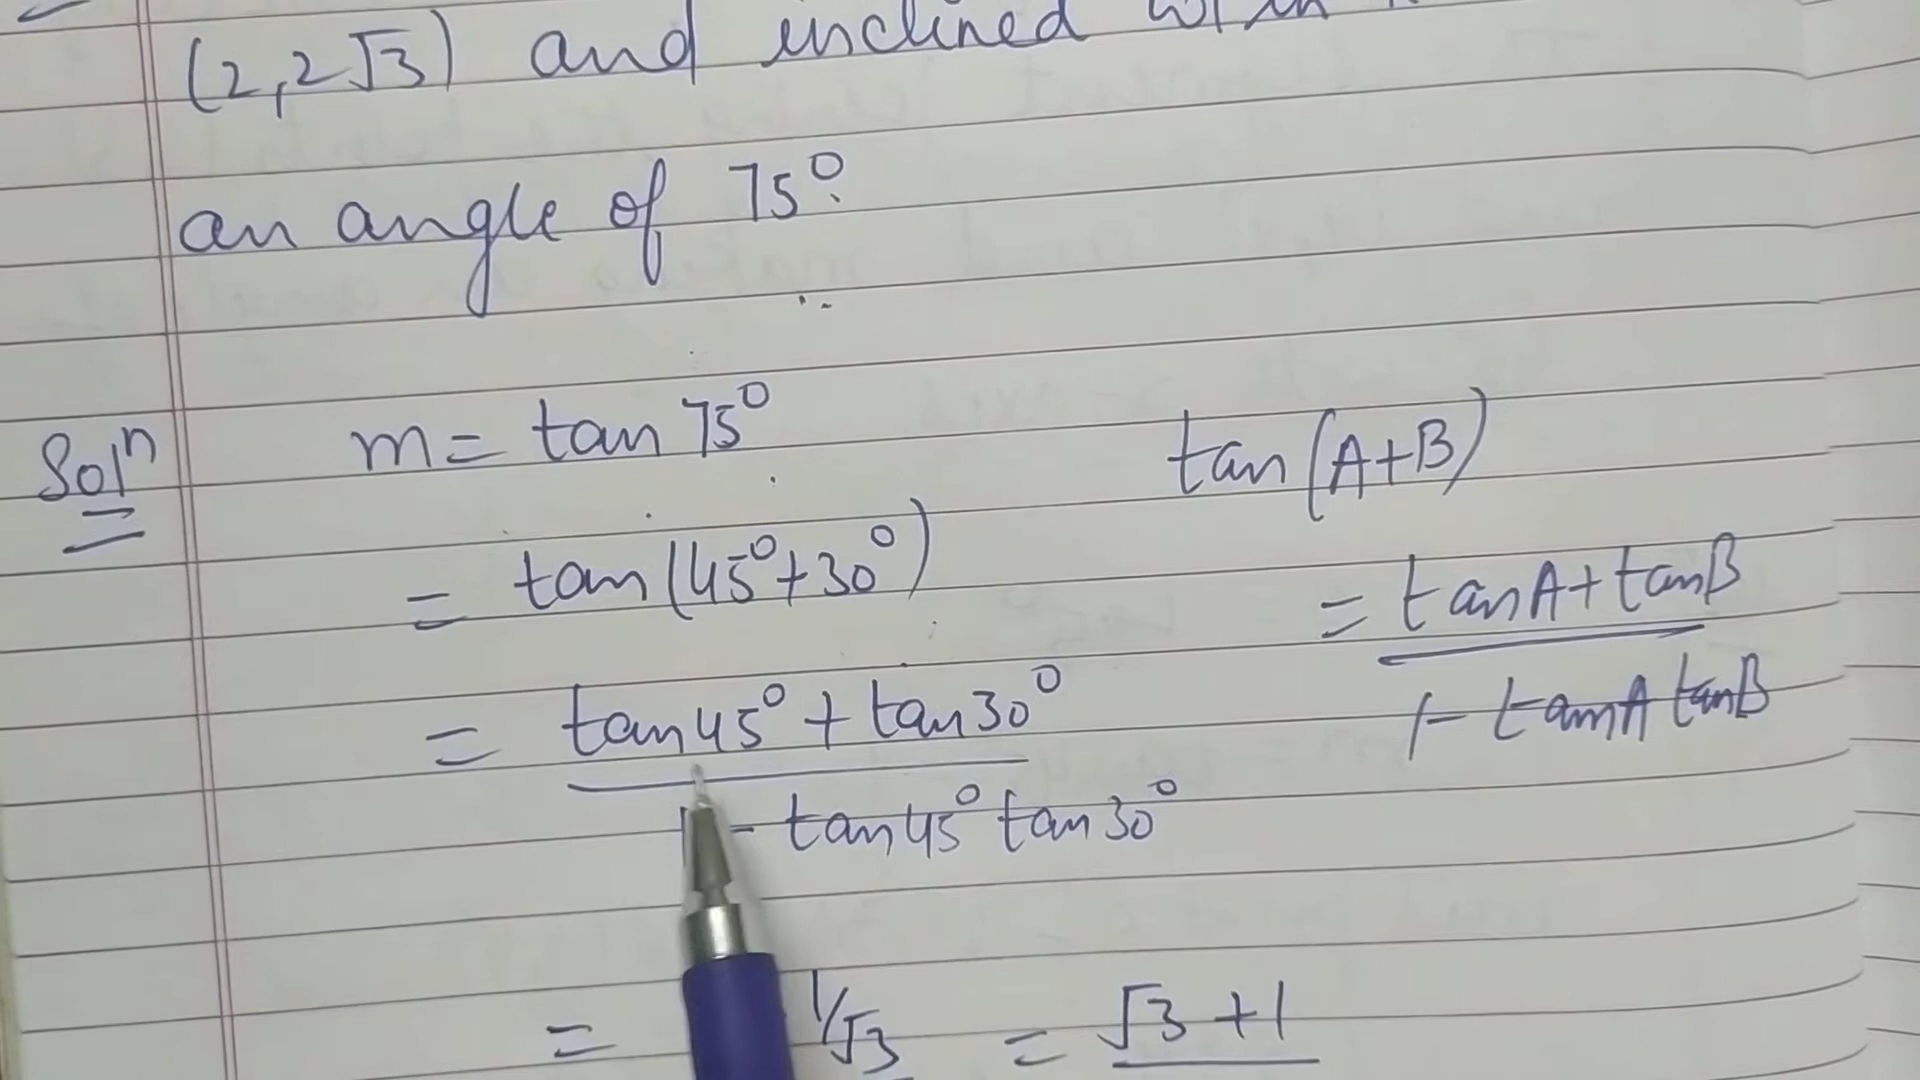 (2,2√3) and inclined with
an angle of 75°.
Solⁿ m = tan 75°
= tan (45°+30°)
= tan45° + tan30°
1 - tan45° tan30°
tan (A+B)
= tanA + tanB
1 - tanA tanB
= 1/√3 = √3 +1